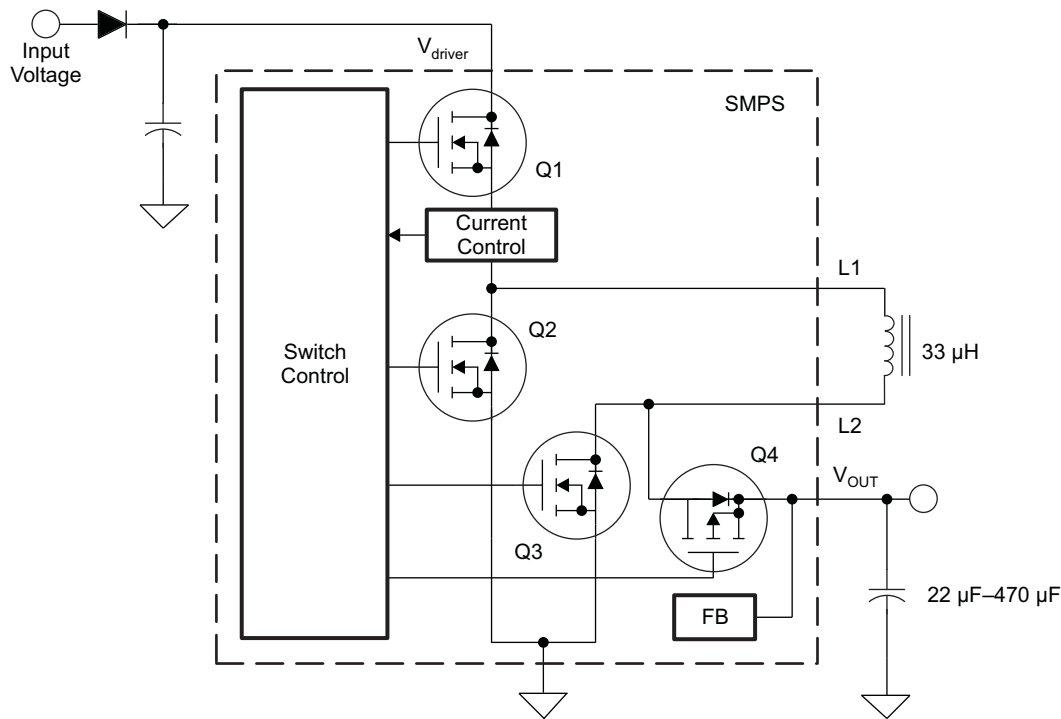 Input
Voltage
V_driver
SMPS
Q1
Current
Control
L1
Q2
33 µH
Switch
Control
L2
Q4
V_OUT
Q3
22 µF–470 µF
FB